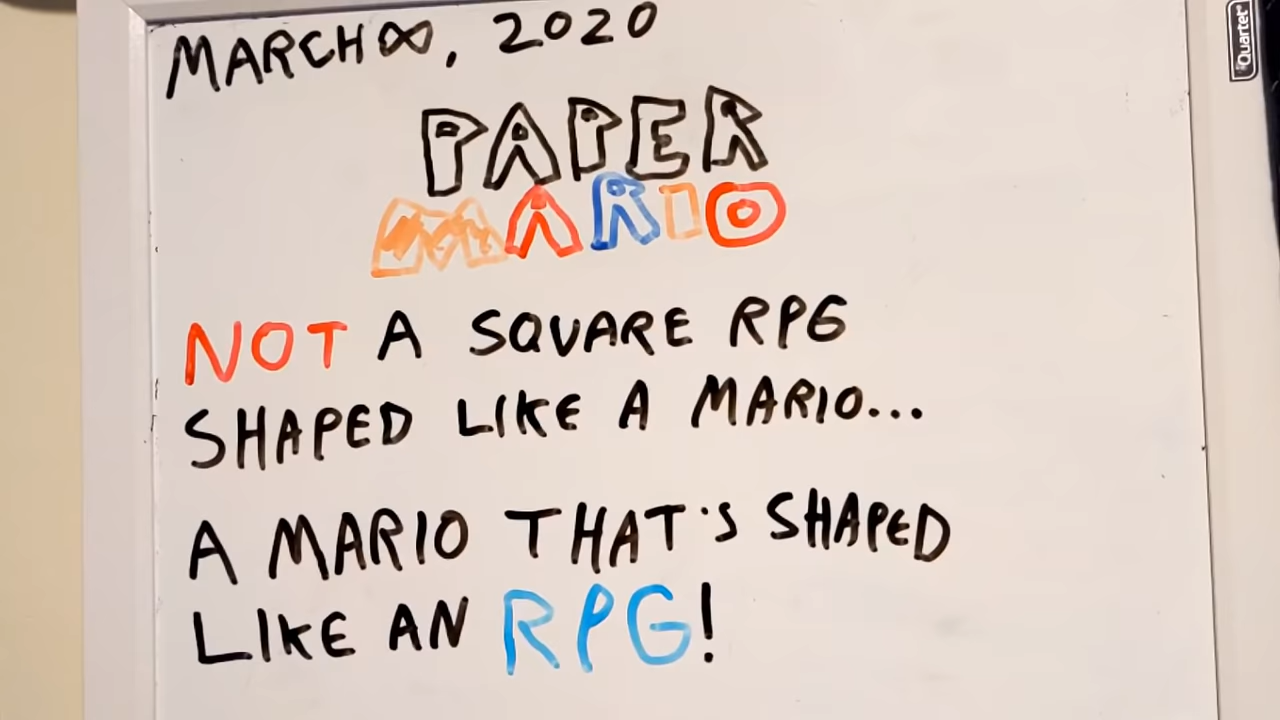 MARCH ∞, 2020
PAPER
MARIO
NOT A SQUARE RPG
SHAPED LIKE A MARIO...
A MARIO THAT'S SHAPED
LIKE AN RPG!
Quartet